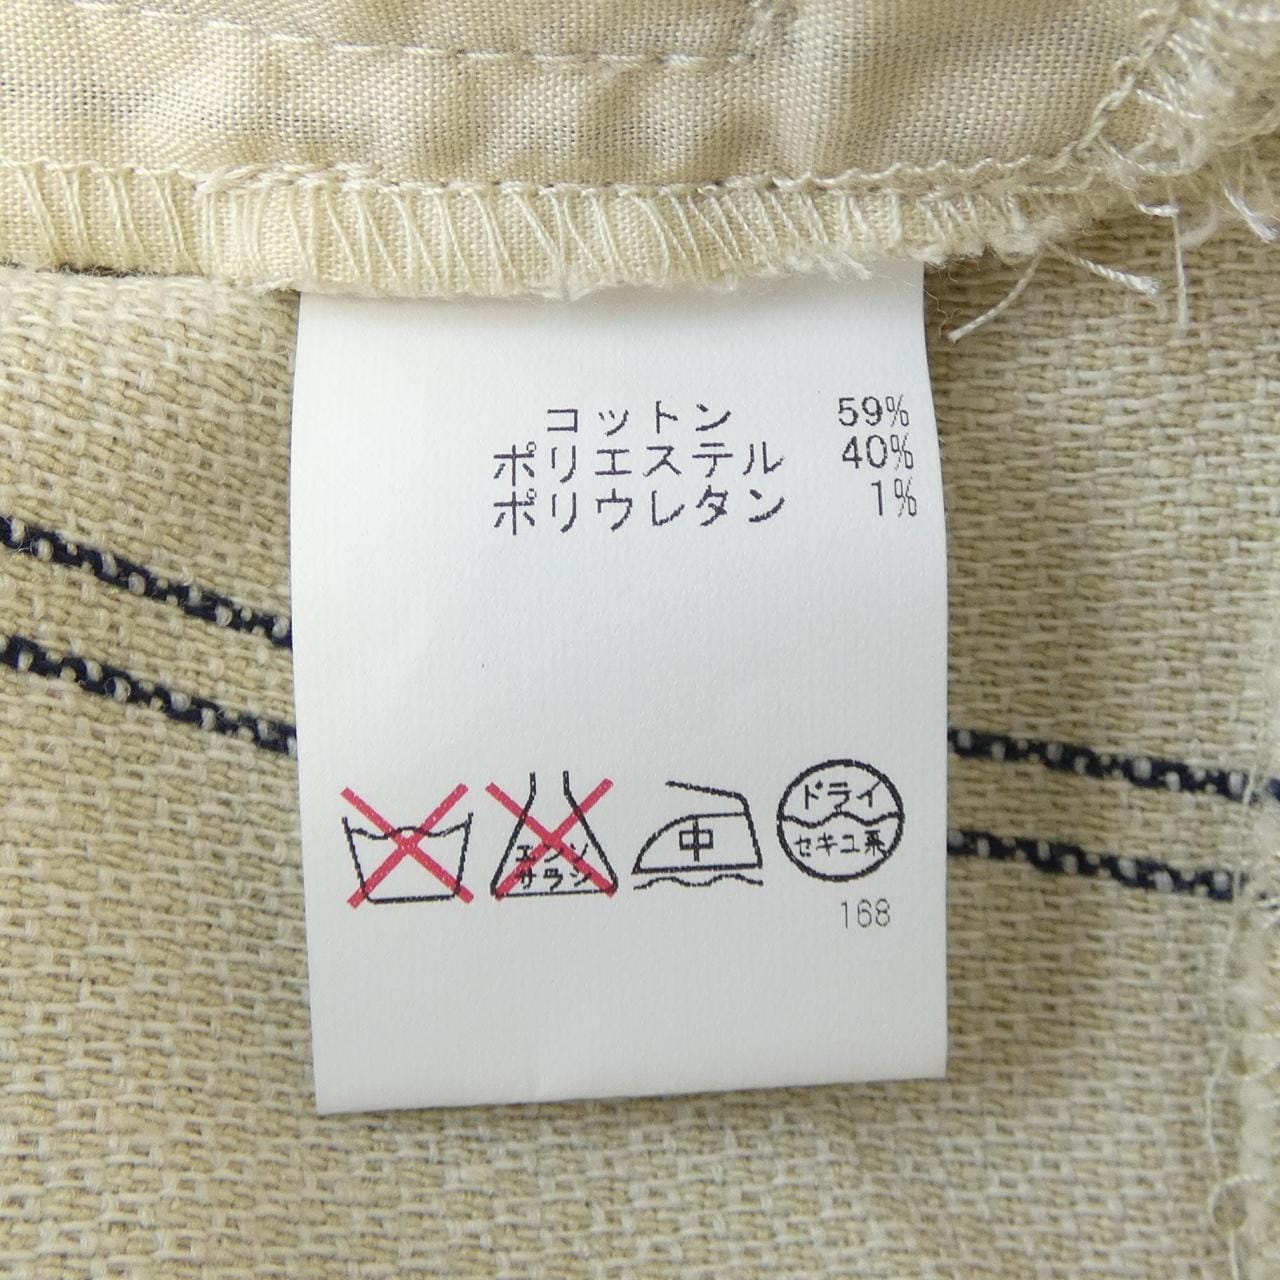 コットン 59%
ポリエステル 40%
ポリウレタン 1%
エンソ
サラシ
中
ドライ
セキユ系
168